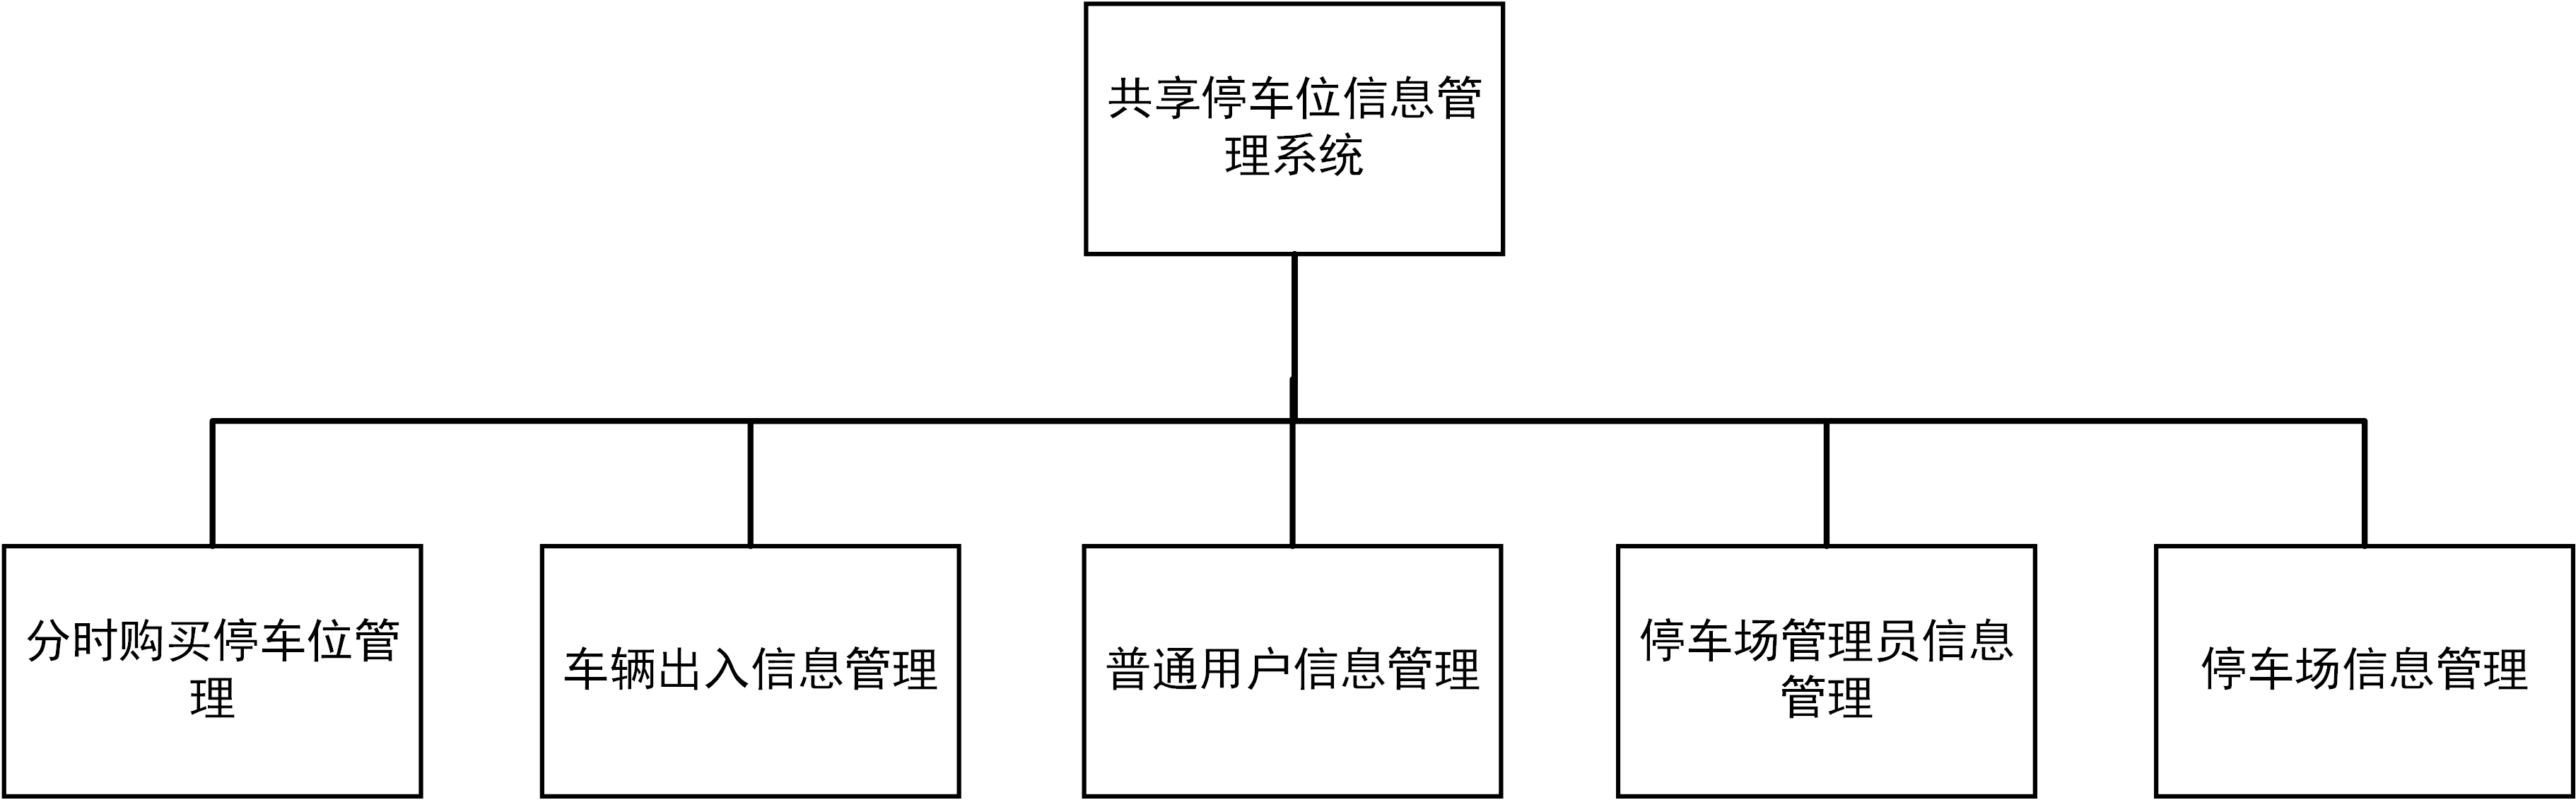 共享停车位信息管
理系统
分时购买停车位管
理
车辆出入信息管理
普通用户信息管理
停车场管理员信息
管理
停车场信息管理